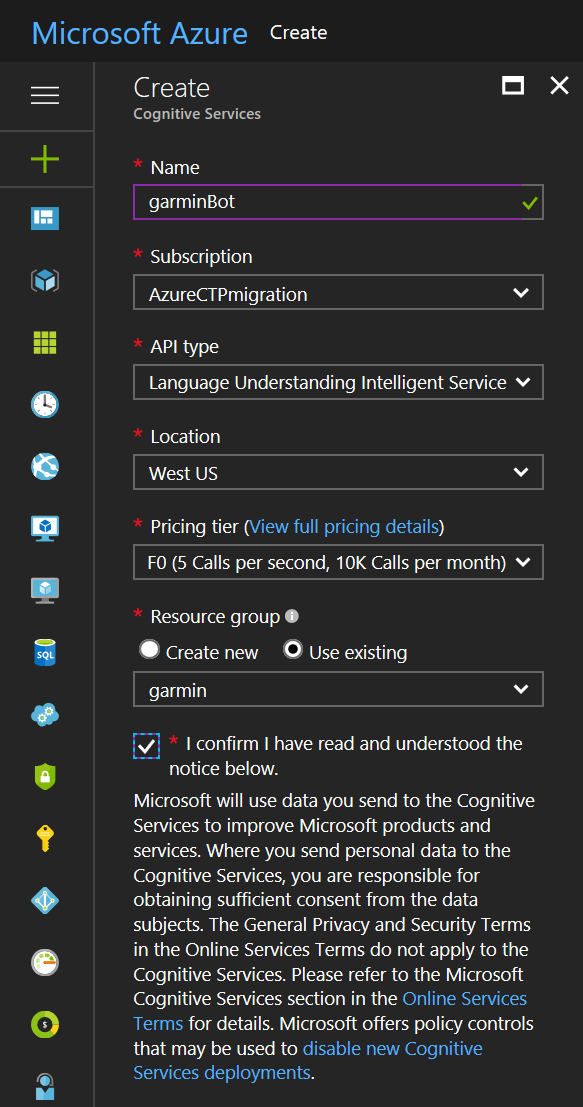 Microsoft Azure Create
Create
Cognitive Services
* Name
garminBot
* Subscription
AzureCTPmigration
* API type
Language Understanding Intelligent Service
* Location
West US
* Pricing tier (View full pricing details)
F0 (5 Calls per second, 10K Calls per month)
* Resource group
Create new Use existing
garmin
* I confirm I have read and understood the
notice below.
Microsoft will use data you send to the Cognitive
Services to improve Microsoft products and
services. Where you send personal data to the
Cognitive Services, you are responsible for
obtaining sufficient consent from the data
subjects. The General Privacy and Security Terms
in the Online Services Terms do not apply to the
Cognitive Services. Please refer to the Microsoft
Cognitive Services section in the Online Services
Terms for details. Microsoft offers policy controls
that may be used to disable new Cognitive
Services deployments.
SQL